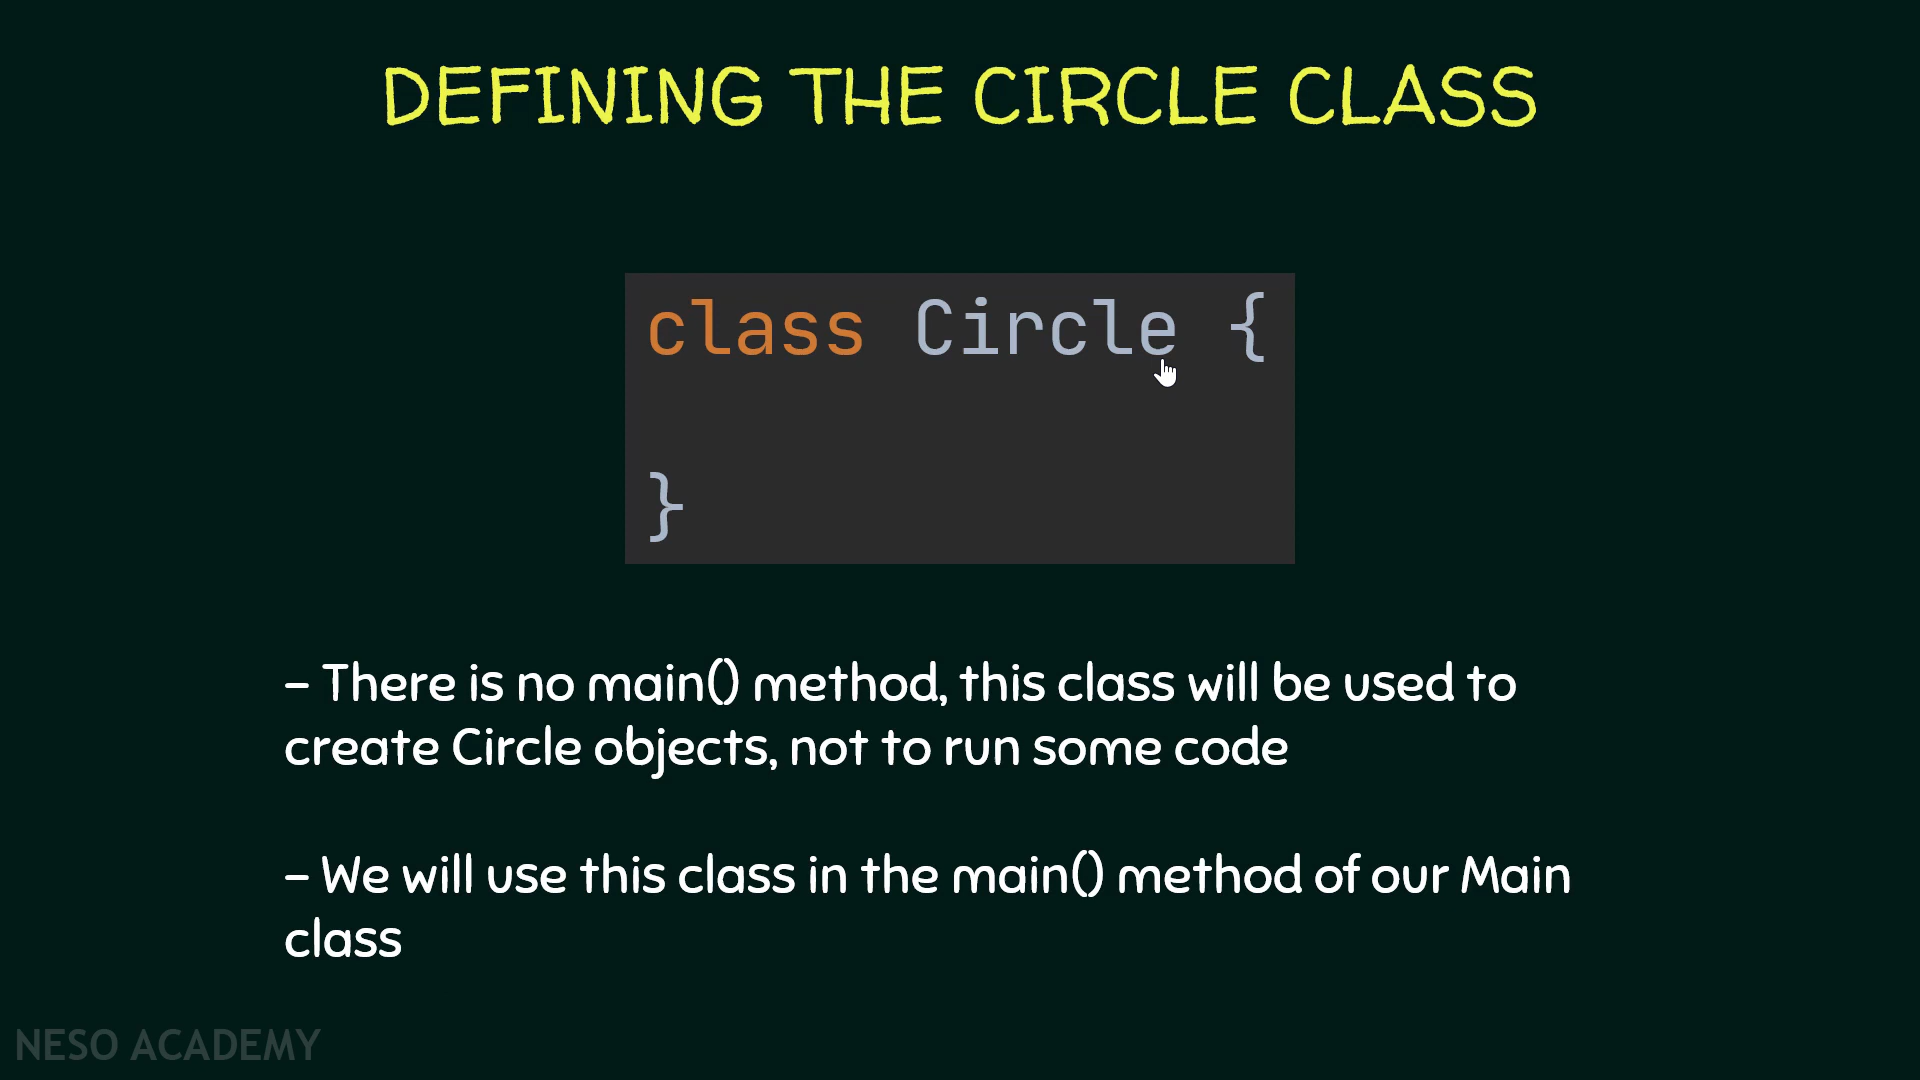 DEFINING THE CIRCLE CLASS
class Circle {
}
- There is no main() method, this class will be used to
create Circle objects, not to run some code
- We will use this class in the main() method of our Main
class
NESO ACADEMY